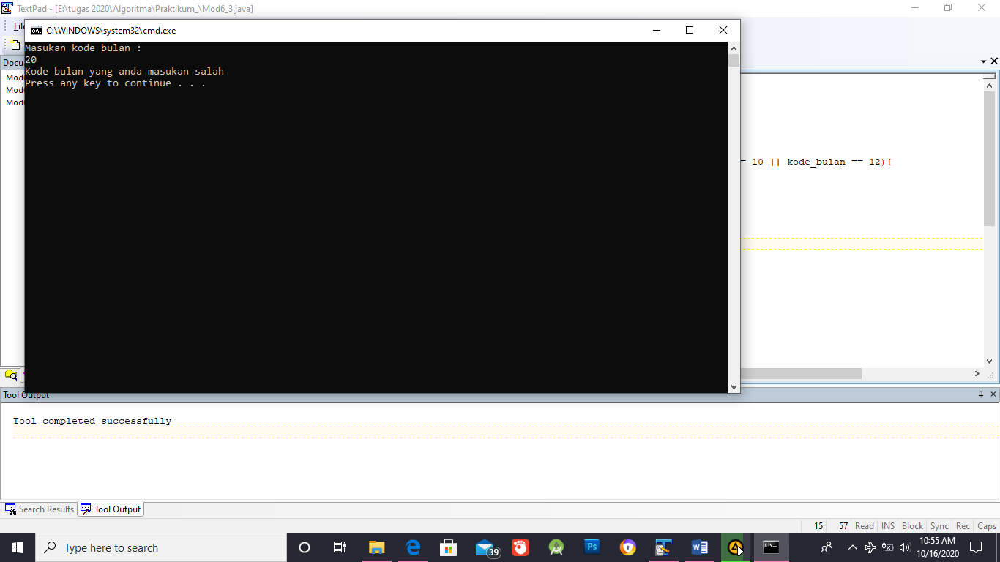 TextPad - [E:\tugas 2020\Algoritma\Praktikum_\Mod6_3.java]
File
C:\WINDOWS\system32\cmd.exe
Masukan kode bulan :
20
Kode bulan yang anda masukan salah
Press any key to continue . . .
Docu
Mod
Mod
Mod
= 10 || kode_bulan == 12){
Tool Output
Tool completed successfully
Search Results
Tool Output
15 57 Read INS Block Sync Rec Caps
Type here to search
39
Ps
10:55 AM
10/16/2020